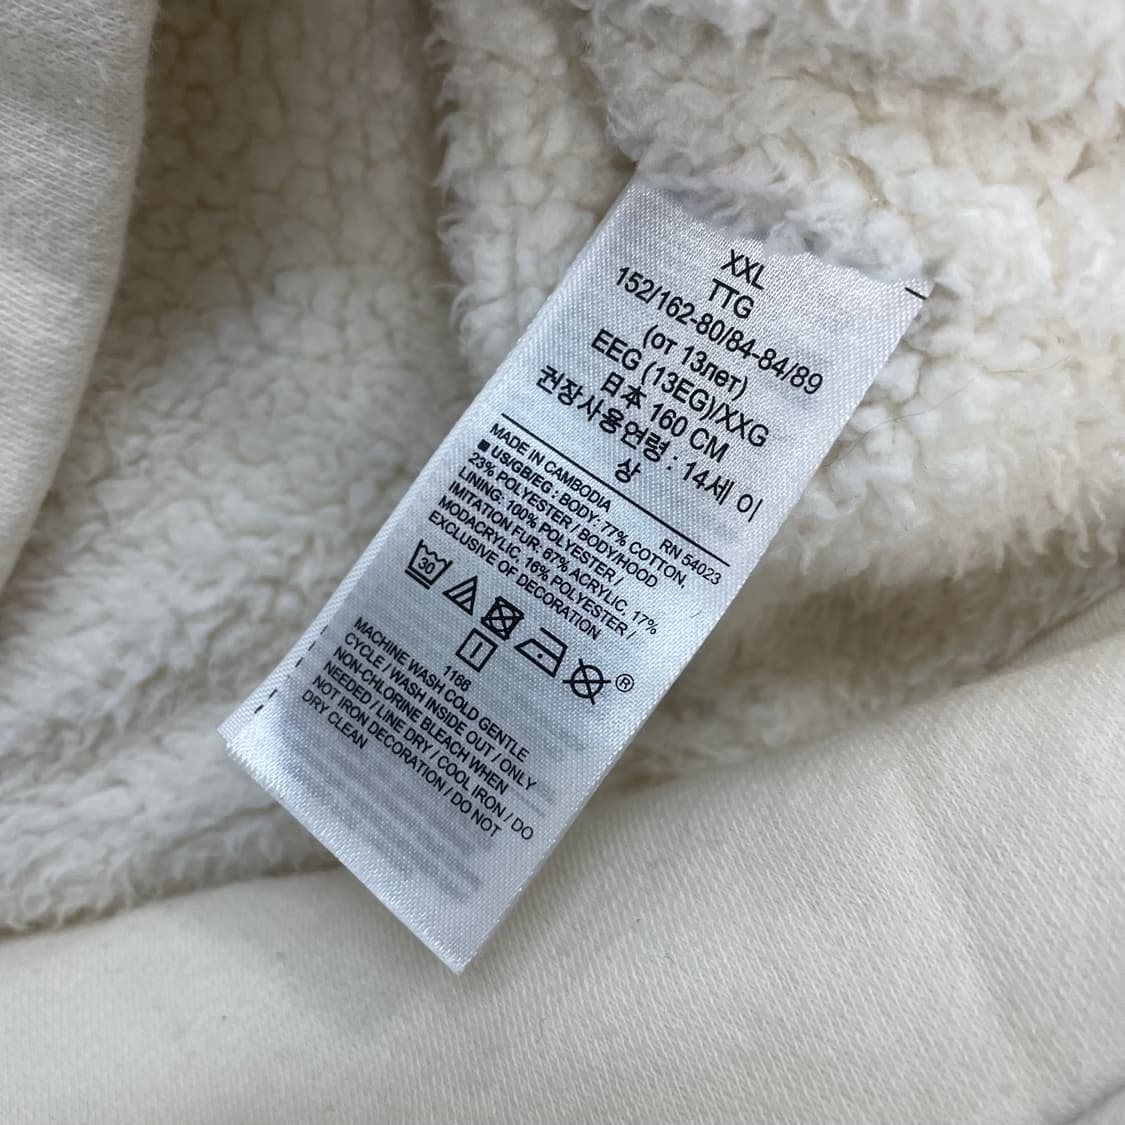 XXL
TTG
152/162-80/84-84/89
(от 13лет)
EEG (13EG)/XXG
日本 160 CM
권장사용연령 : 14세 이
상
MADE IN CAMBODIA RN 54023
■ US/GB/EG : BODY: 77% COTTON,
23% POLYESTER / BODY/HOOD
LINING: 100% POLYESTER /
IMITATION FUR: 67% ACRYLIC, 17%
MODACRYLIC, 16% POLYESTER /
EXCLUSIVE OF DECORATION
30 ®
1166
MACHINE WASH COLD GENTLE
CYCLE / WASH INSIDE OUT / ONLY
NON-CHLORINE BLEACH WHEN
NEEDED / LINE DRY / COOL IRON / DO
NOT IRON DECORATION / DO NOT
DRY CLEAN